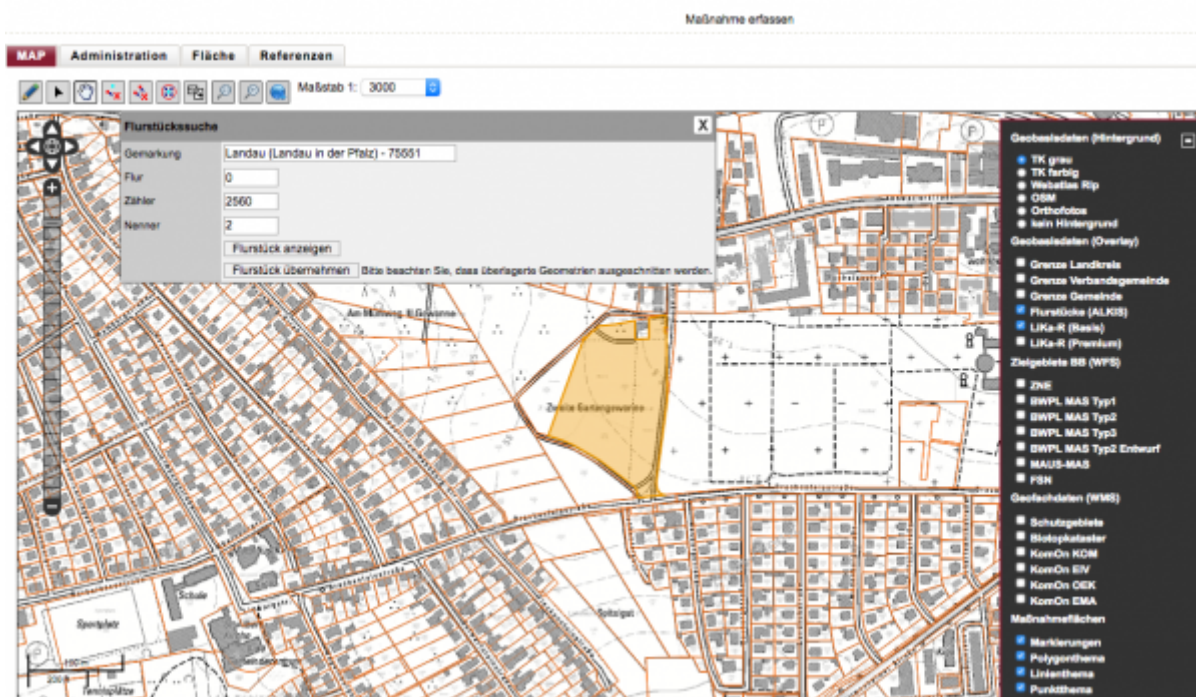 Maßnahme erfassen
MAP Administration Fläche Referenzen
Maßstab 1: 3000
Flurstückssuche X
Gemarkung Landau (Landau in der Pfalz) - 75551
Flur 0
Zähler 2560
Nenner 2
Flurstück anzeigen
Flurstück übernehmen Bitte beachten Sie, dass überlagerte Geometrien ausgeschnitten werden.
P
P
Schule
Sportplatz
Tennisplätze
Geobasisdaten (Hintergrund)
TK grau
TK farbig
Webatlas Rlp
OSM
Orthofotos
kein Hintergrund
Geobasisdaten (Overlay)
Grenze Landkreis
Grenze Verbandsgemeinde
Grenze Gemeinde
Flurstücke (ALKIS)
LiKa-R (Basis)
LiKa-R (Premium)
Zielgebiete BB (WFS)
ZNE
BWPL MAS Typ1
BWPL MAS Typ2
BWPL MAS Typ3
BWPL MAS Typ2 Entwurf
MAUS-MAS
FSN
Geofachdaten (WMS)
Schutzgebiete
Biotopkataster
KomOn KOM
KomOn EIV
KomOn OEK
KomOn EMA
Maßnahmeflächen
Markierungen
Polygonthema
Linienthema
Punktthema